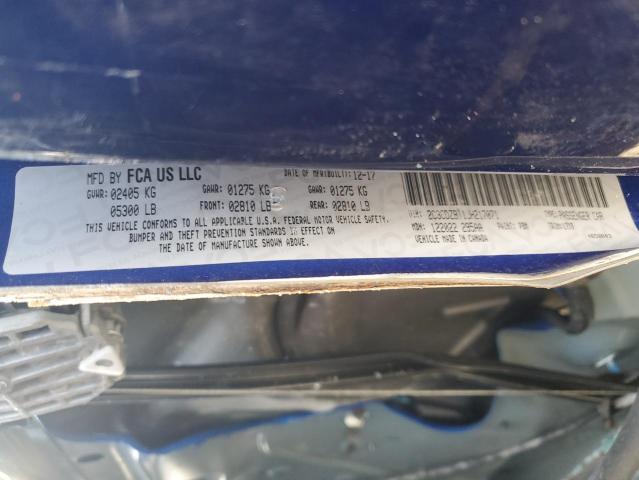 MFD BY FCA US LLC DATE OF MFR(BUILT): 12-17
GVWR: 02405 KG GAWR: 01275 KG GAWR: 01275 KG
05300 LB FRONT: 02810 LB REAR: 02810 LB
THIS VEHICLE CONFORMS TO ALL APPLICABLE U.S.A. FEDERAL MOTOR VEHICLE SAFETY,
BUMPER AND THEFT PREVENTION STANDARDS IN EFFECT ON
THE DATE OF MANUFACTURE SHOWN ABOVE.
TYPE: PASSENGER CAR
MDH: 122022 295AA PAINT: PBM
VEHICLE MADE IN CANADA